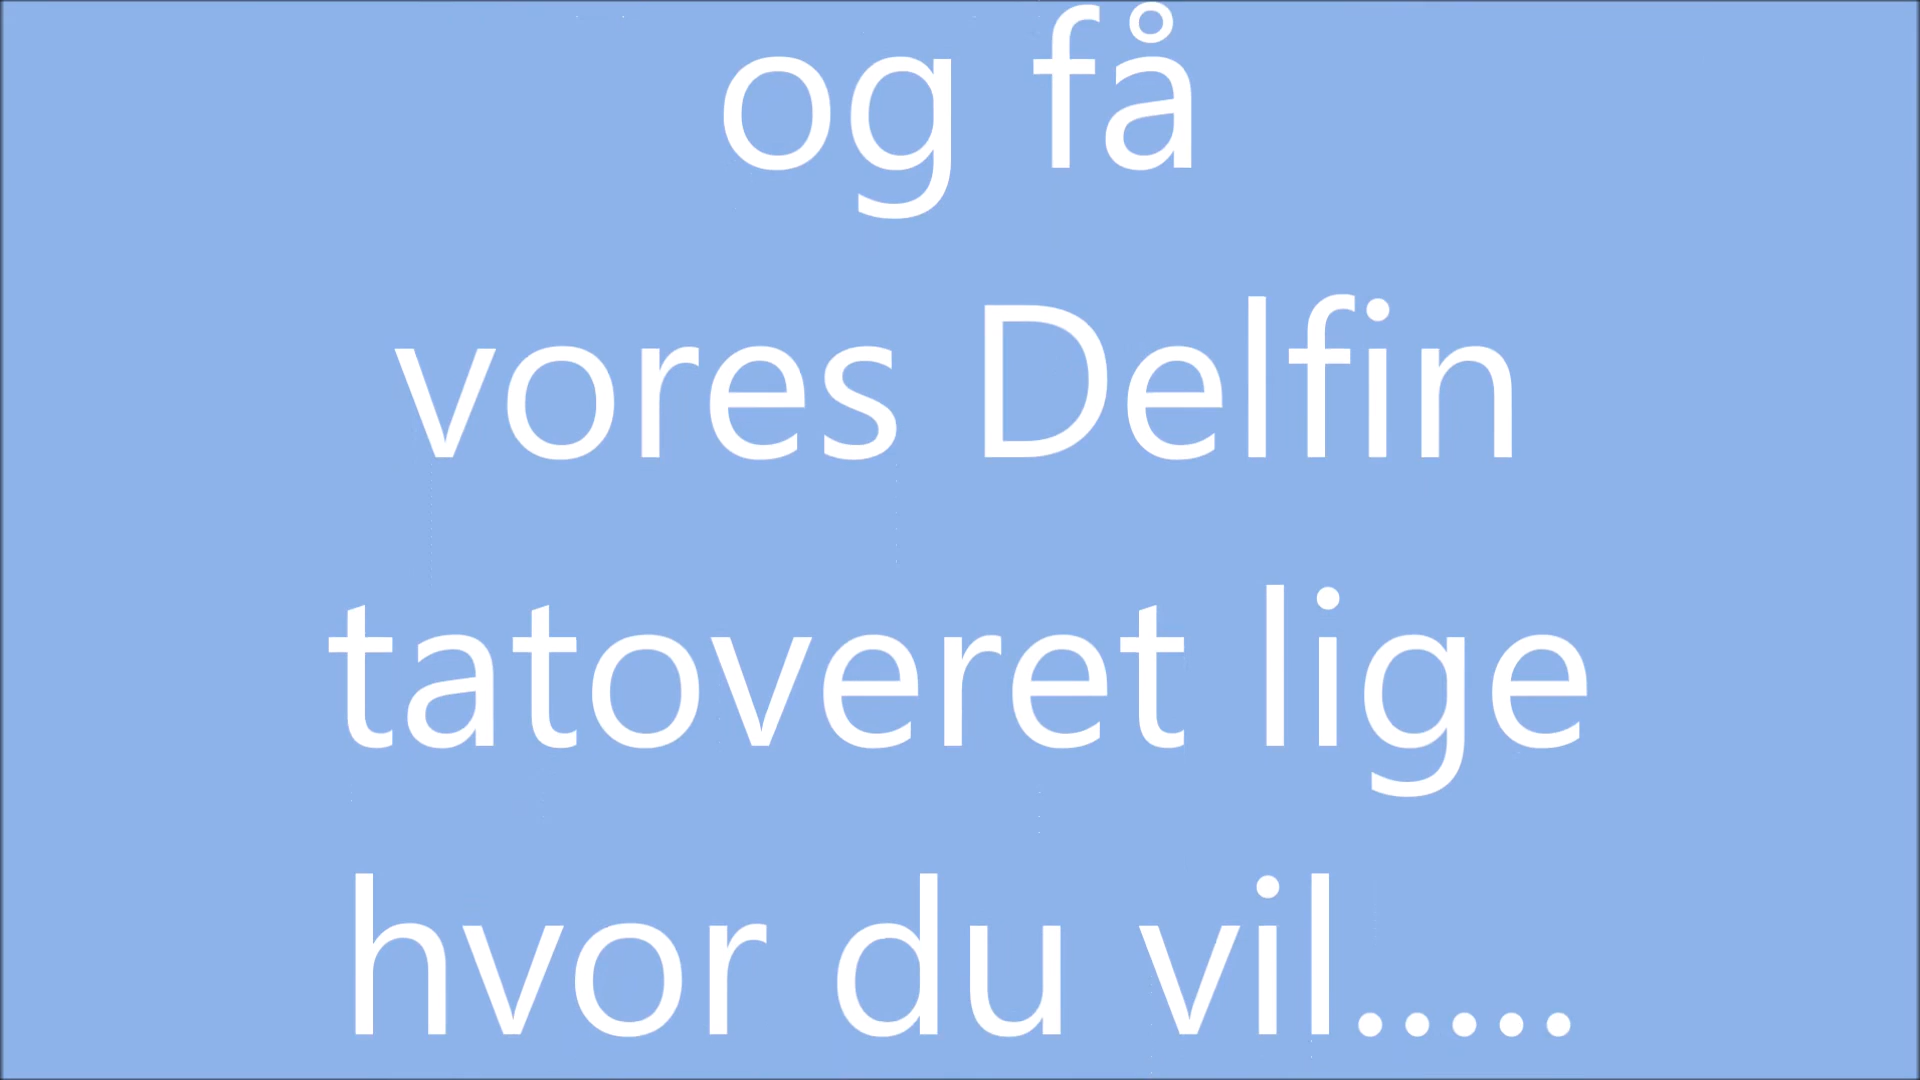 og få
vores Delfin
tatoveret lige
hvor du vil.....